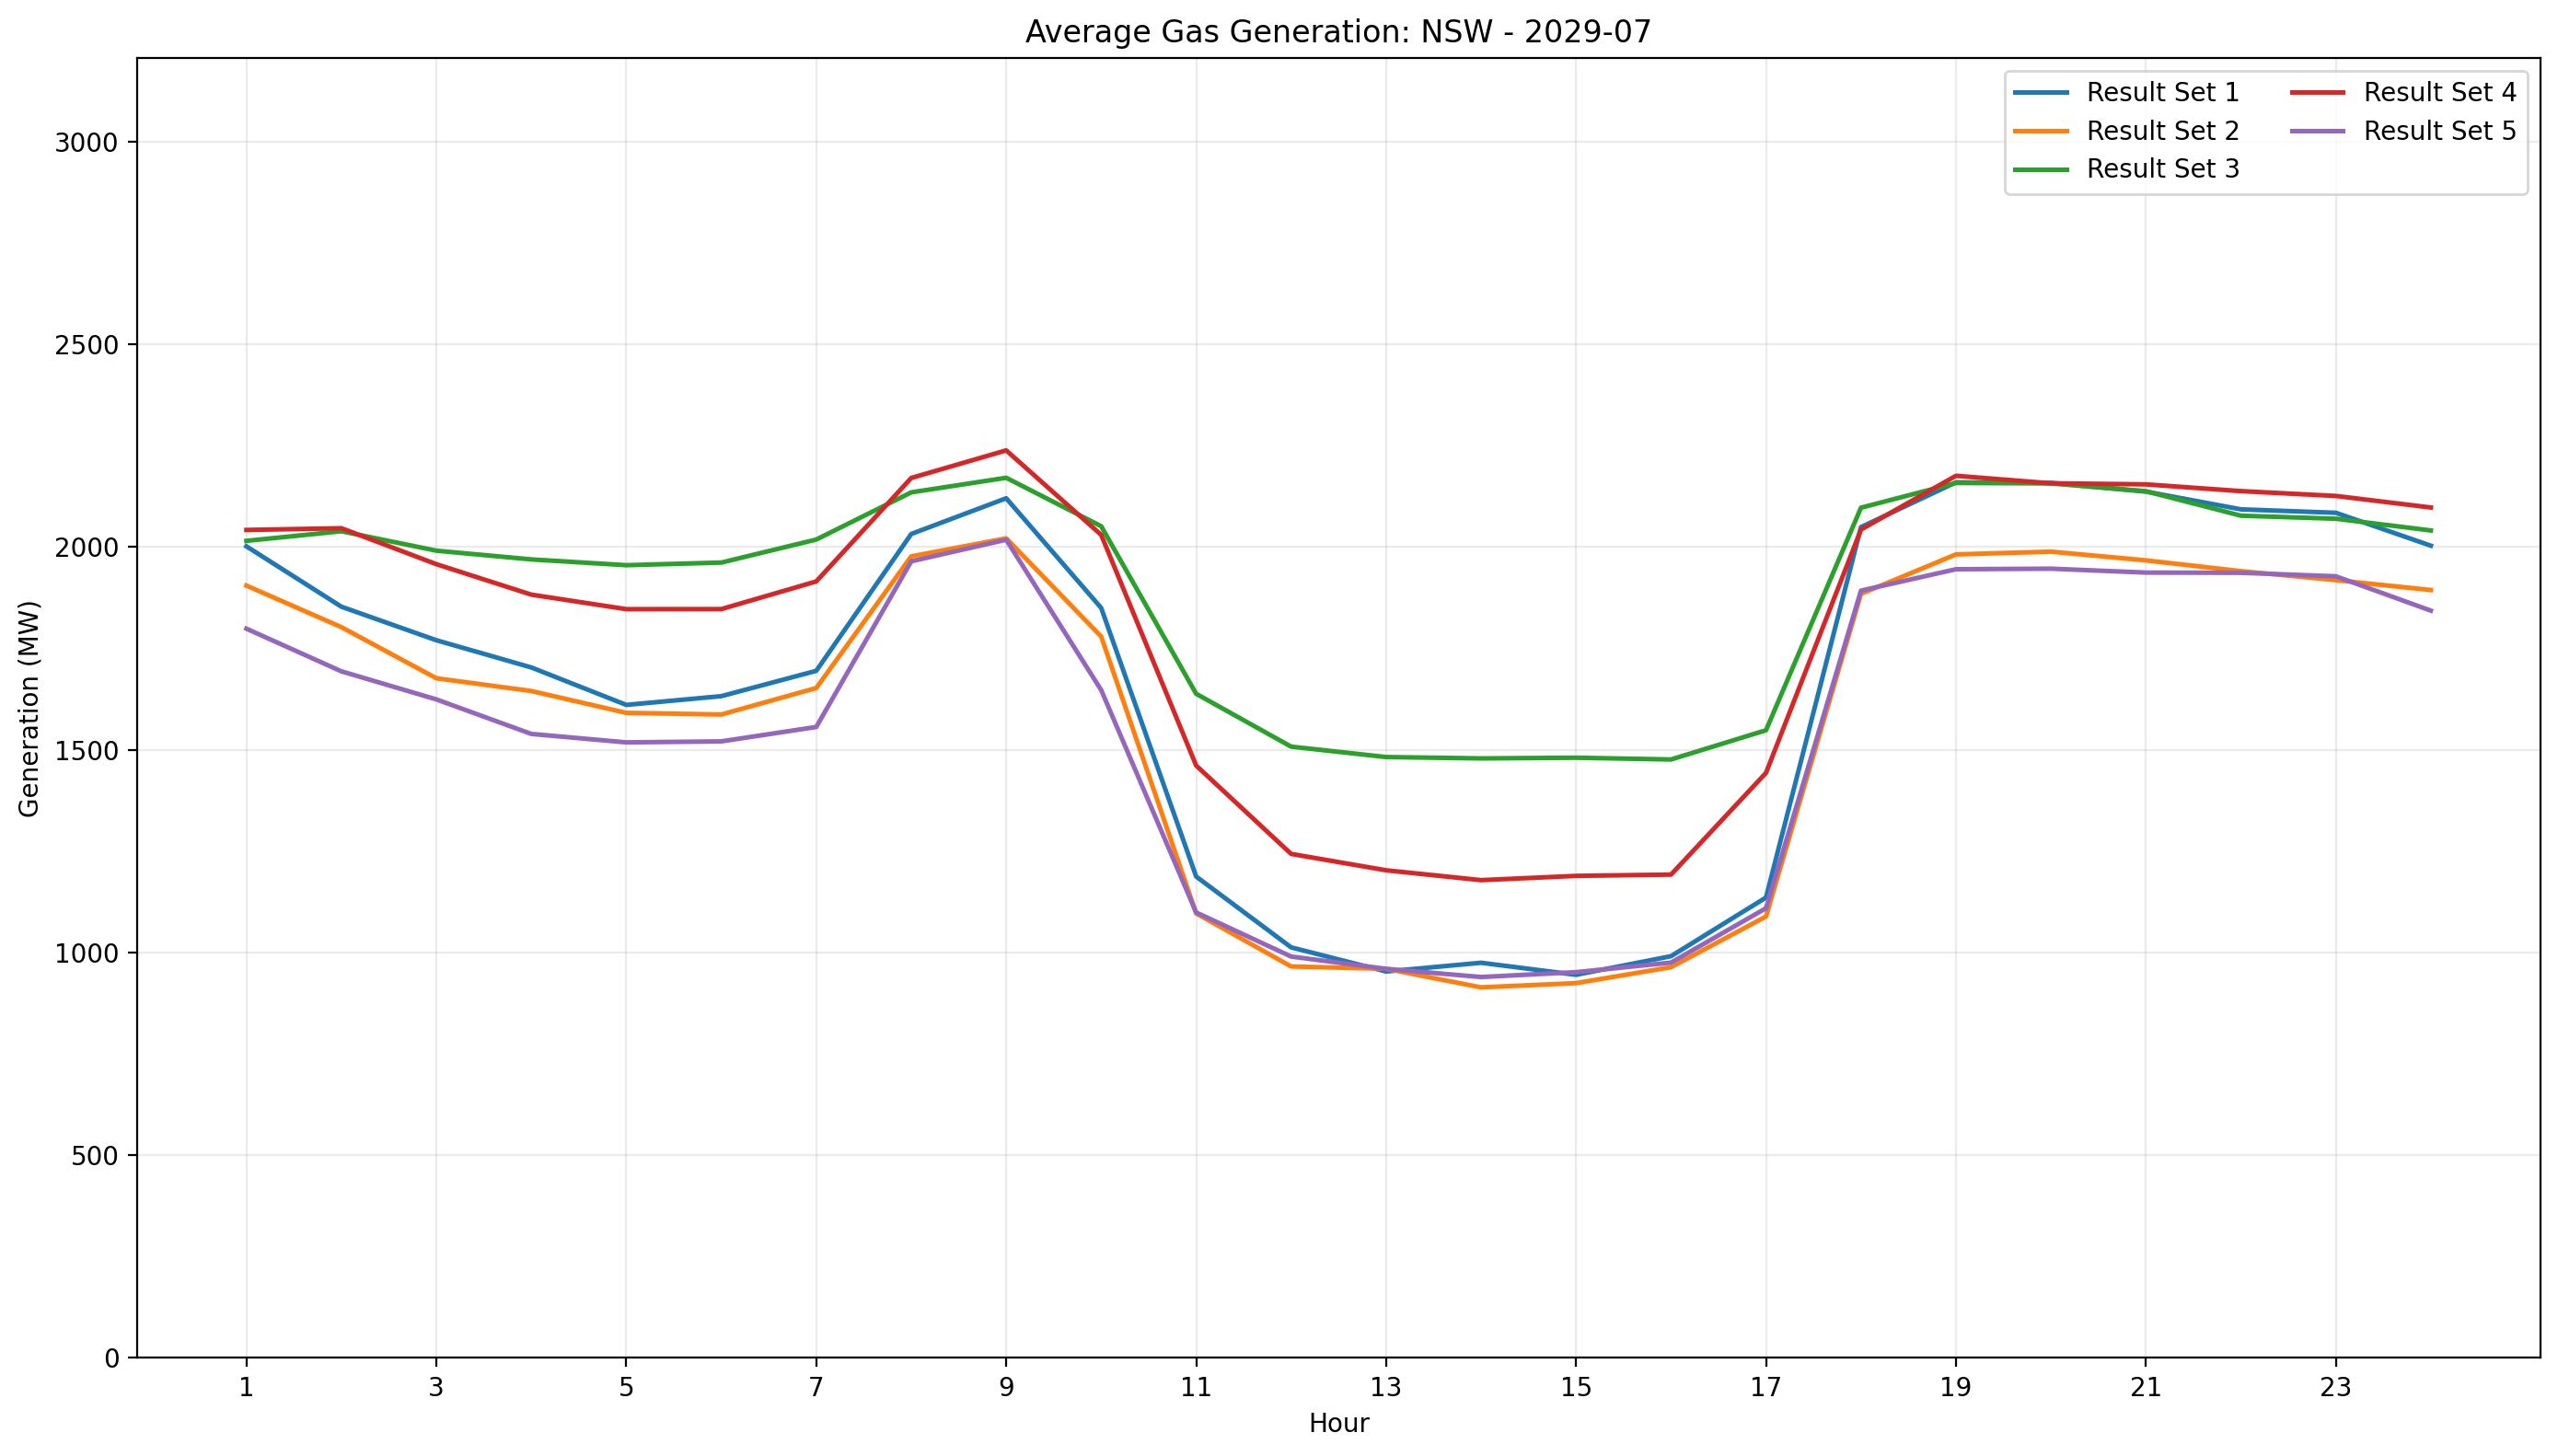 Average Gas Generation: NSW - 2029-07
Result Set 1
Result Set 2
Result Set 3
Result Set 4
Result Set 5
Generation (MW)
3000
2500
2000
1500
1000
500
0
1 3 5 7 9 11 13 15 17 19 21 23
Hour